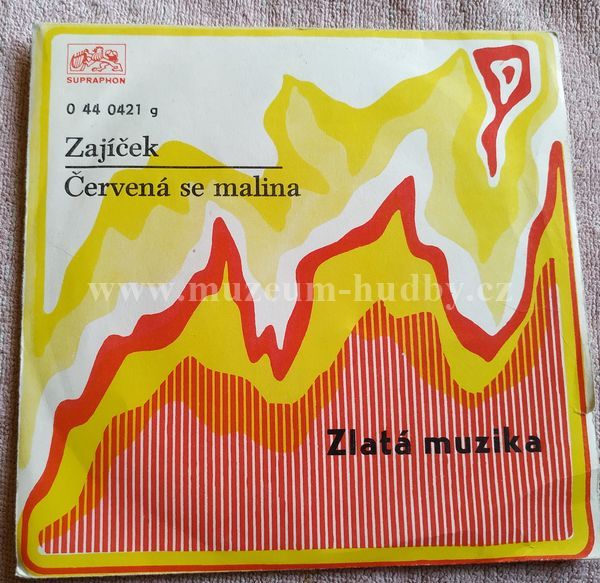 SUPRAPHON
0 44 0421 g
Zajíček
Červená se malina
www.muzeum-hudby.cz
Zlatá muzika